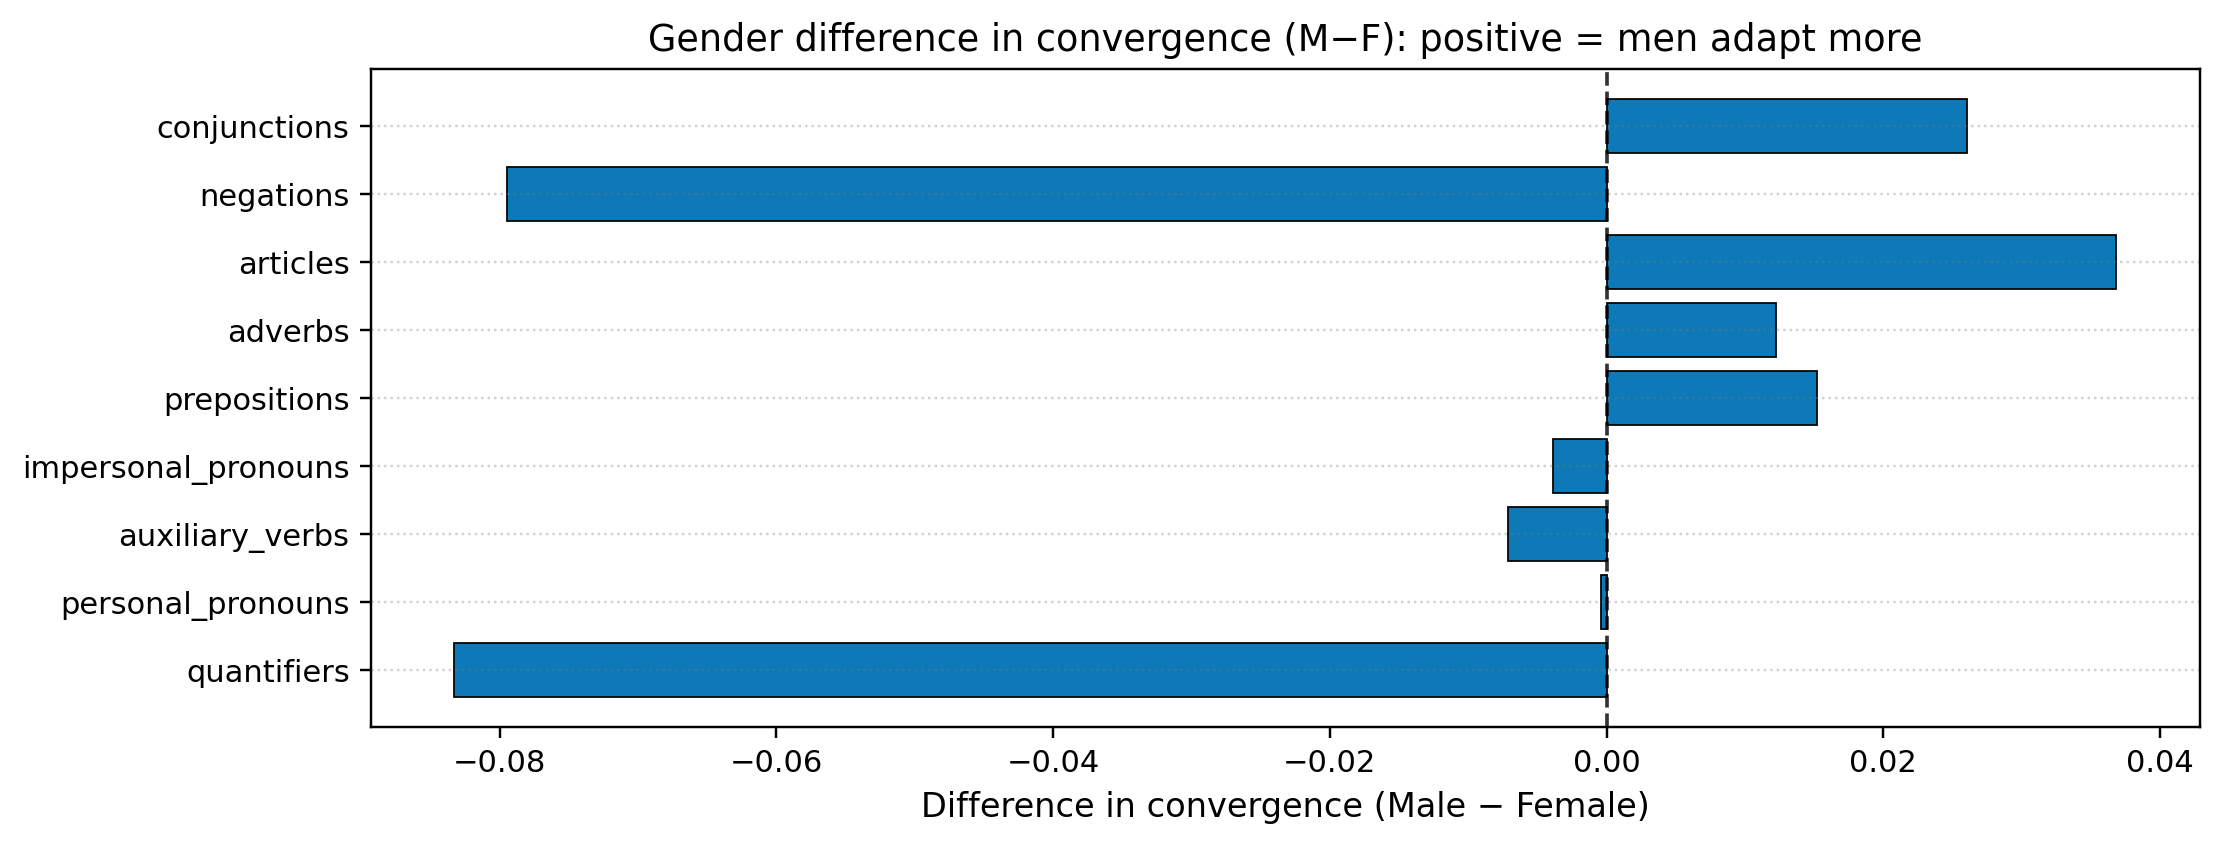 Gender difference in convergence (M−F): positive = men adapt more
conjunctions
negations
articles
adverbs
prepositions
impersonal_pronouns
auxiliary_verbs
personal_pronouns
quantifiers
−0.08 −0.06 −0.04 −0.02 0.00 0.02 0.04
Difference in convergence (Male − Female)